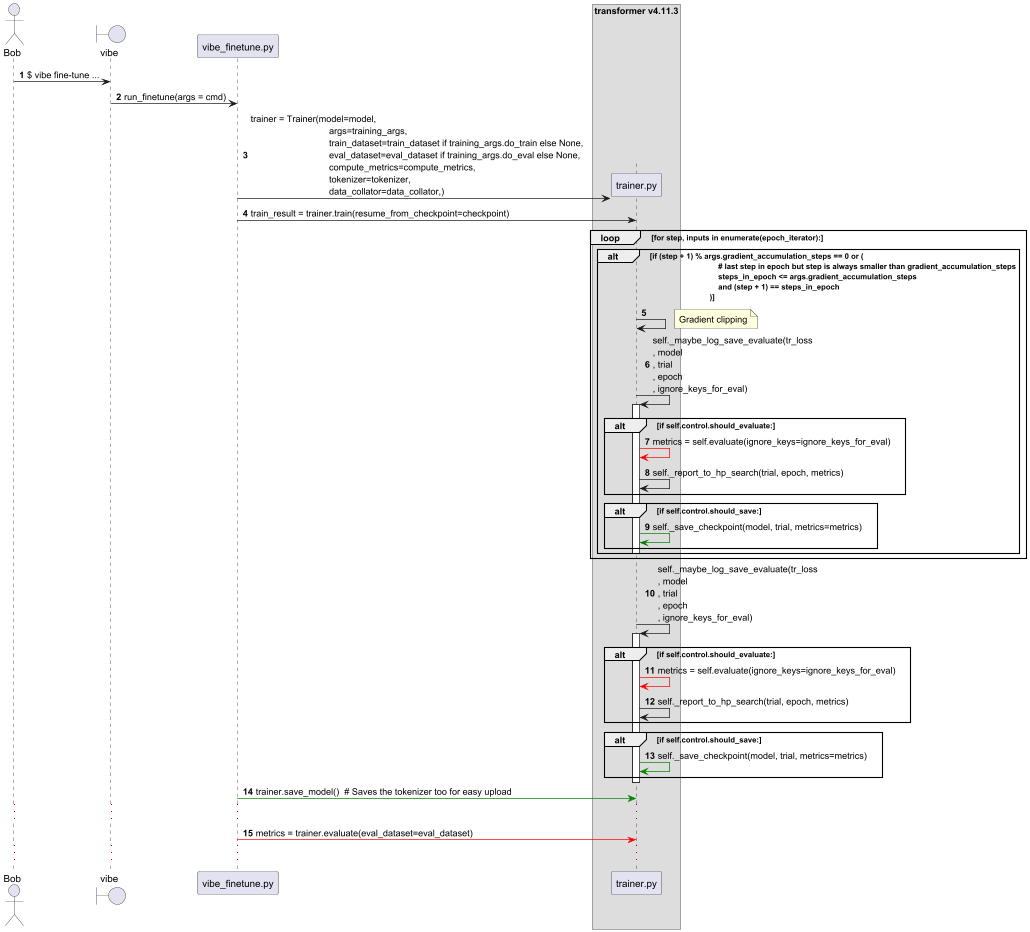 transformer v4.11.3
Bob
vibe
vibe_finetune.py
1 $ vibe fine-tune ...
2 run_finetune(args = cmd)
trainer = Trainer(model=model,
args=training_args,
train_dataset=train_dataset if training_args.do_train else None,
3 eval_dataset=eval_dataset if training_args.do_eval else None,
compute_metrics=compute_metrics,
tokenizer=tokenizer,
data_collator=data_collator,)
trainer.py
4 train_result = trainer.train(resume_from_checkpoint=checkpoint)
loop [for step, inputs in enumerate(epoch_iterator):]
alt [if (step + 1) % args.gradient_accumulation_steps == 0 or (
# last step in epoch but step is always smaller than gradient_accumulation_steps
steps_in_epoch <= args.gradient_accumulation_steps
and (step + 1) == steps_in_epoch
)]
5
Gradient clipping
self._maybe_log_save_evaluate(tr_loss
, model
6 , trial
, epoch
, ignore_keys_for_eval)
alt [if self.control.should_evaluate:]
7 metrics = self.evaluate(ignore_keys=ignore_keys_for_eval)
8 self._report_to_hp_search(trial, epoch, metrics)
alt [if self.control.should_save:]
9 self._save_checkpoint(model, trial, metrics=metrics)
self._maybe_log_save_evaluate(tr_loss
, model
10 , trial
, epoch
, ignore_keys_for_eval)
alt [if self.control.should_evaluate:]
11 metrics = self.evaluate(ignore_keys=ignore_keys_for_eval)
12 self._report_to_hp_search(trial, epoch, metrics)
alt [if self.control.should_save:]
13 self._save_checkpoint(model, trial, metrics=metrics)
14 trainer.save_model()  # Saves the tokenizer too for easy upload
15 metrics = trainer.evaluate(eval_dataset=eval_dataset)
Bob
vibe
vibe_finetune.py
trainer.py